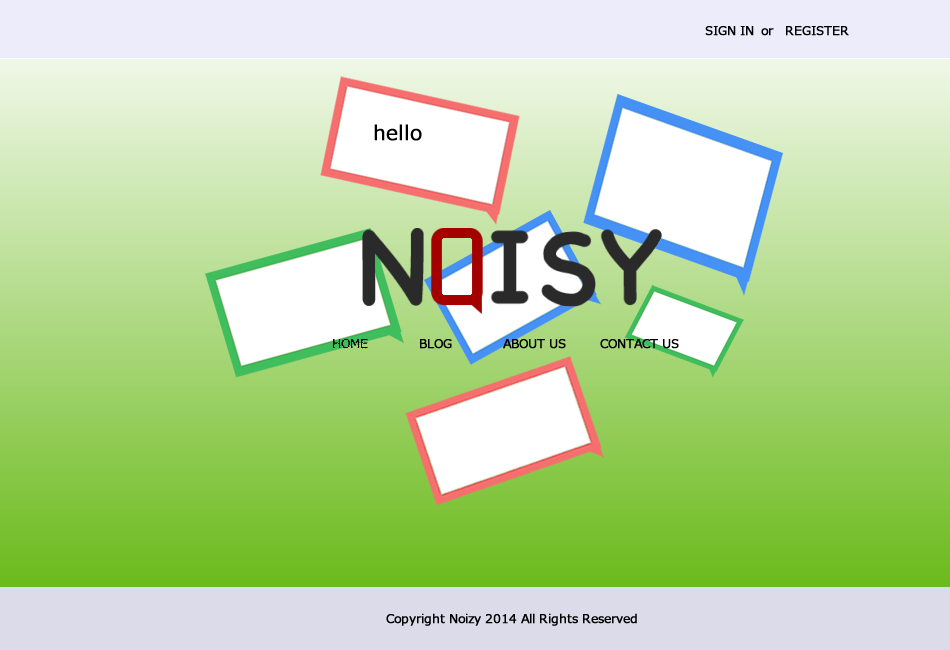 SIGN IN or REGISTER
hello
NOISY
HOME BLOG ABOUT US CONTACT US
Copyright Noizy 2014 All Rights Reserved